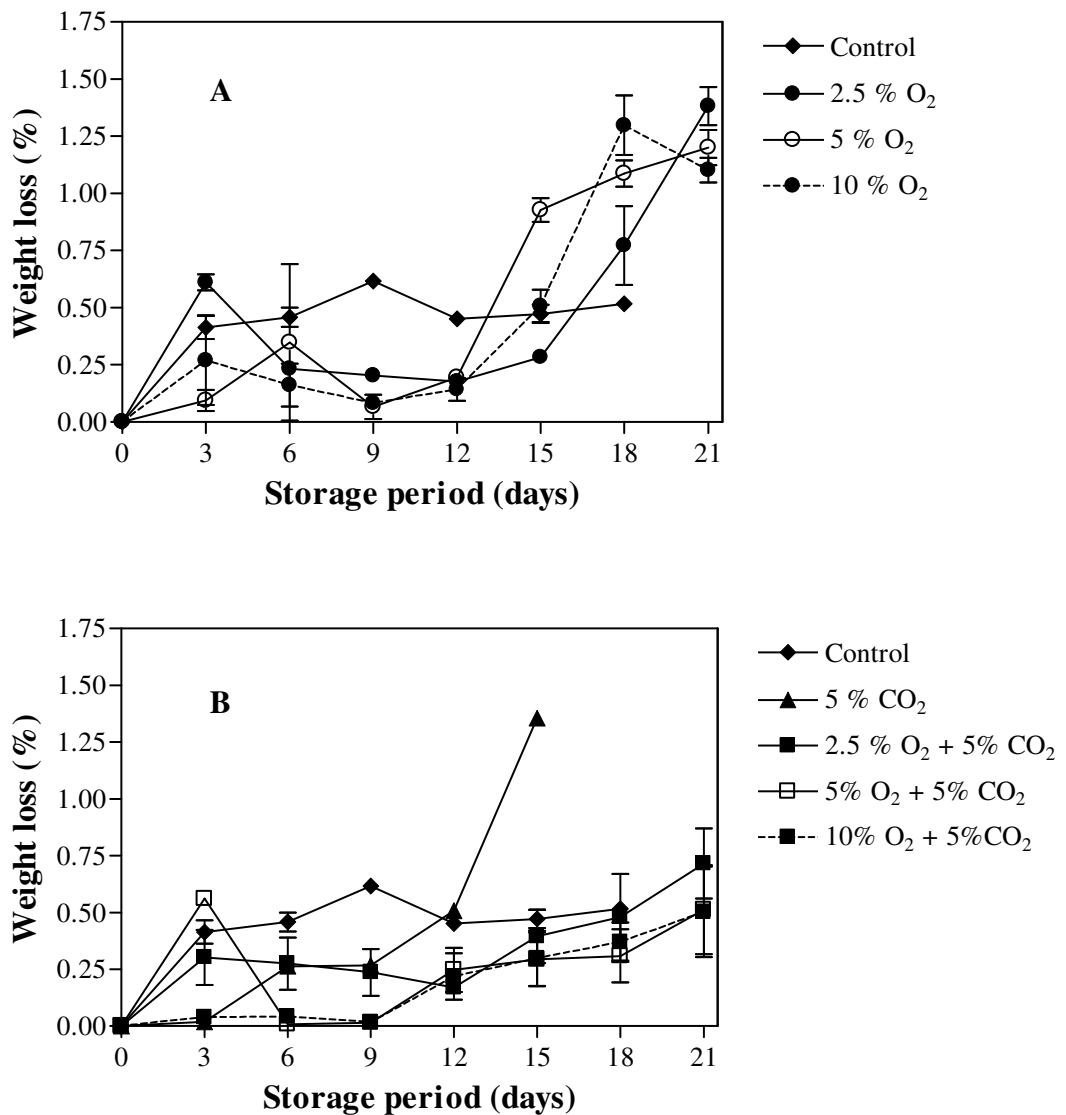 A
Weight loss (%)
1.75
1.50
1.25
1.00
0.75
0.50
0.25
0.00
0 3 6 9 12 15 18 21
Storage period (days)
Control
2.5 % O₂
5 % O₂
10 % O₂
B
Weight loss (%)
1.75
1.50
1.25
1.00
0.75
0.50
0.25
0.00
0 3 6 9 12 15 18 21
Storage period (days)
Control
5 % CO₂
2.5 % O₂ + 5% CO₂
5% O₂ + 5% CO₂
10% O₂ + 5%CO₂